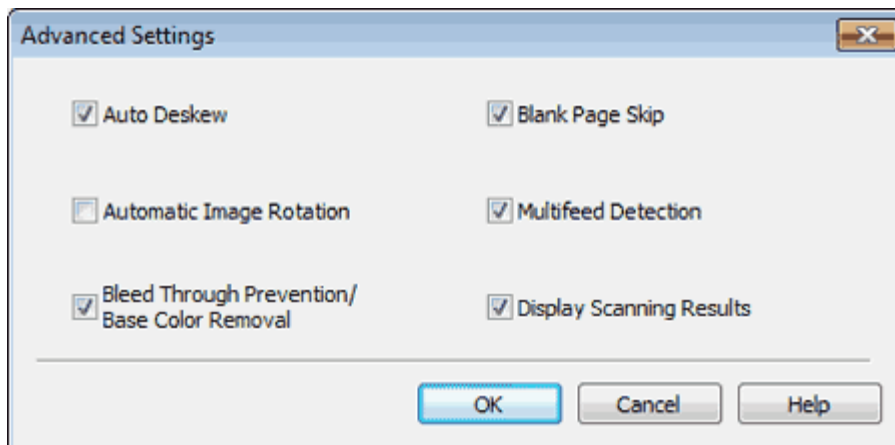 Advanced Settings
Auto Deskew
Blank Page Skip
Automatic Image Rotation
Multifeed Detection
Bleed Through Prevention/
Base Color Removal
Display Scanning Results
OK
Cancel
Help